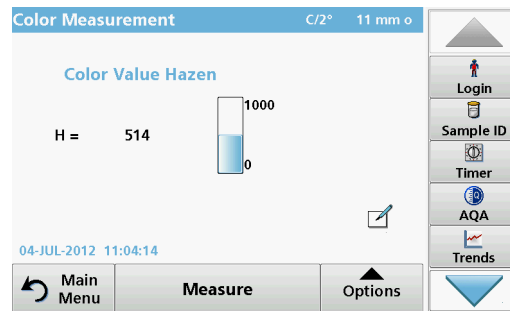 Color Measurement C/2° 11 mm o
Color Value Hazen
1000
H = 514
0
04-JUL-2012 11:04:14
Main Menu
Measure
Options
Login
Sample ID
Timer
AQA
Trends